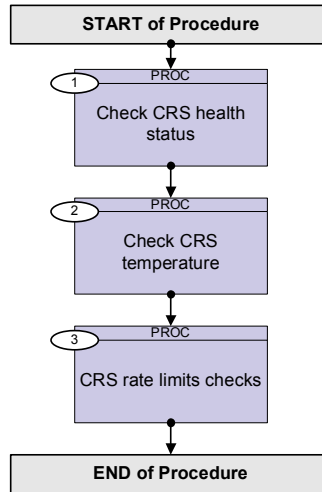 START of Procedure
PROC
1
Check CRS health
status
PROC
2
Check CRS
temperature
PROC
3
CRS rate limits checks
END of Procedure